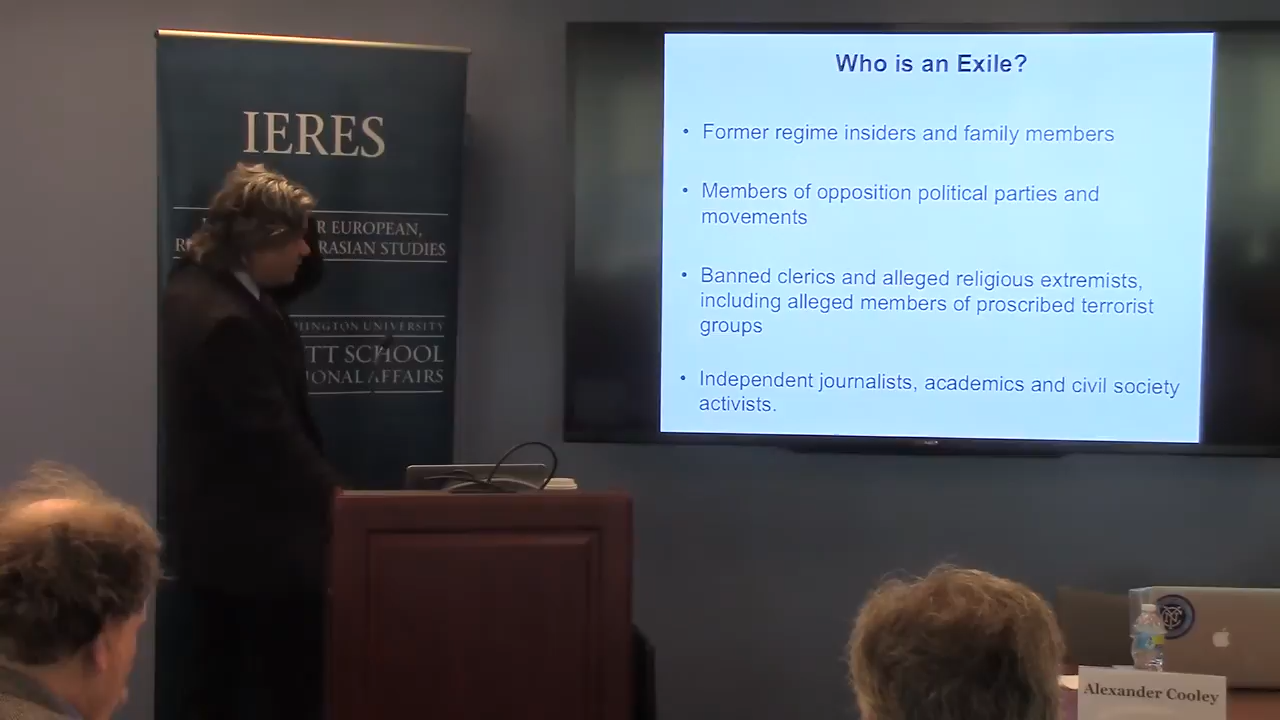 IERES
R EUROPEAN,
RASIAN STUDIES
HINGTON UNIVERSITY
TT SCHOOL
IONAL AFFAIRS
Who is an Exile?
• Former regime insiders and family members
• Members of opposition political parties and
movements
• Banned clerics and alleged religious extremists,
including alleged members of proscribed terrorist
groups
• Independent journalists, academics and civil society
activists.
Alexander Cooley